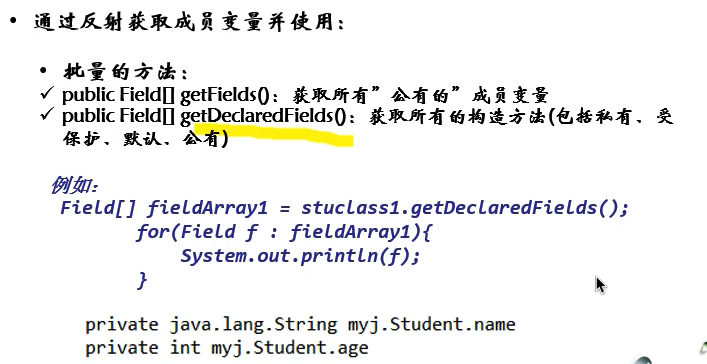 • 通过反射获取成员变量并使用：
• 批量的方法：
✓ public Field[] getFields()：获取所有"公有的"成员变量
✓ public Field[] getDeclaredFields()：获取所有的构造方法(包括私有、受
保护、默认、公有)
例如：
Field[] fieldArray1 = stuclass1.getDeclaredFields();
for(Field f : fieldArray1){
System.out.println(f);
}
private java.lang.String myj.Student.name
private int myj.Student.age